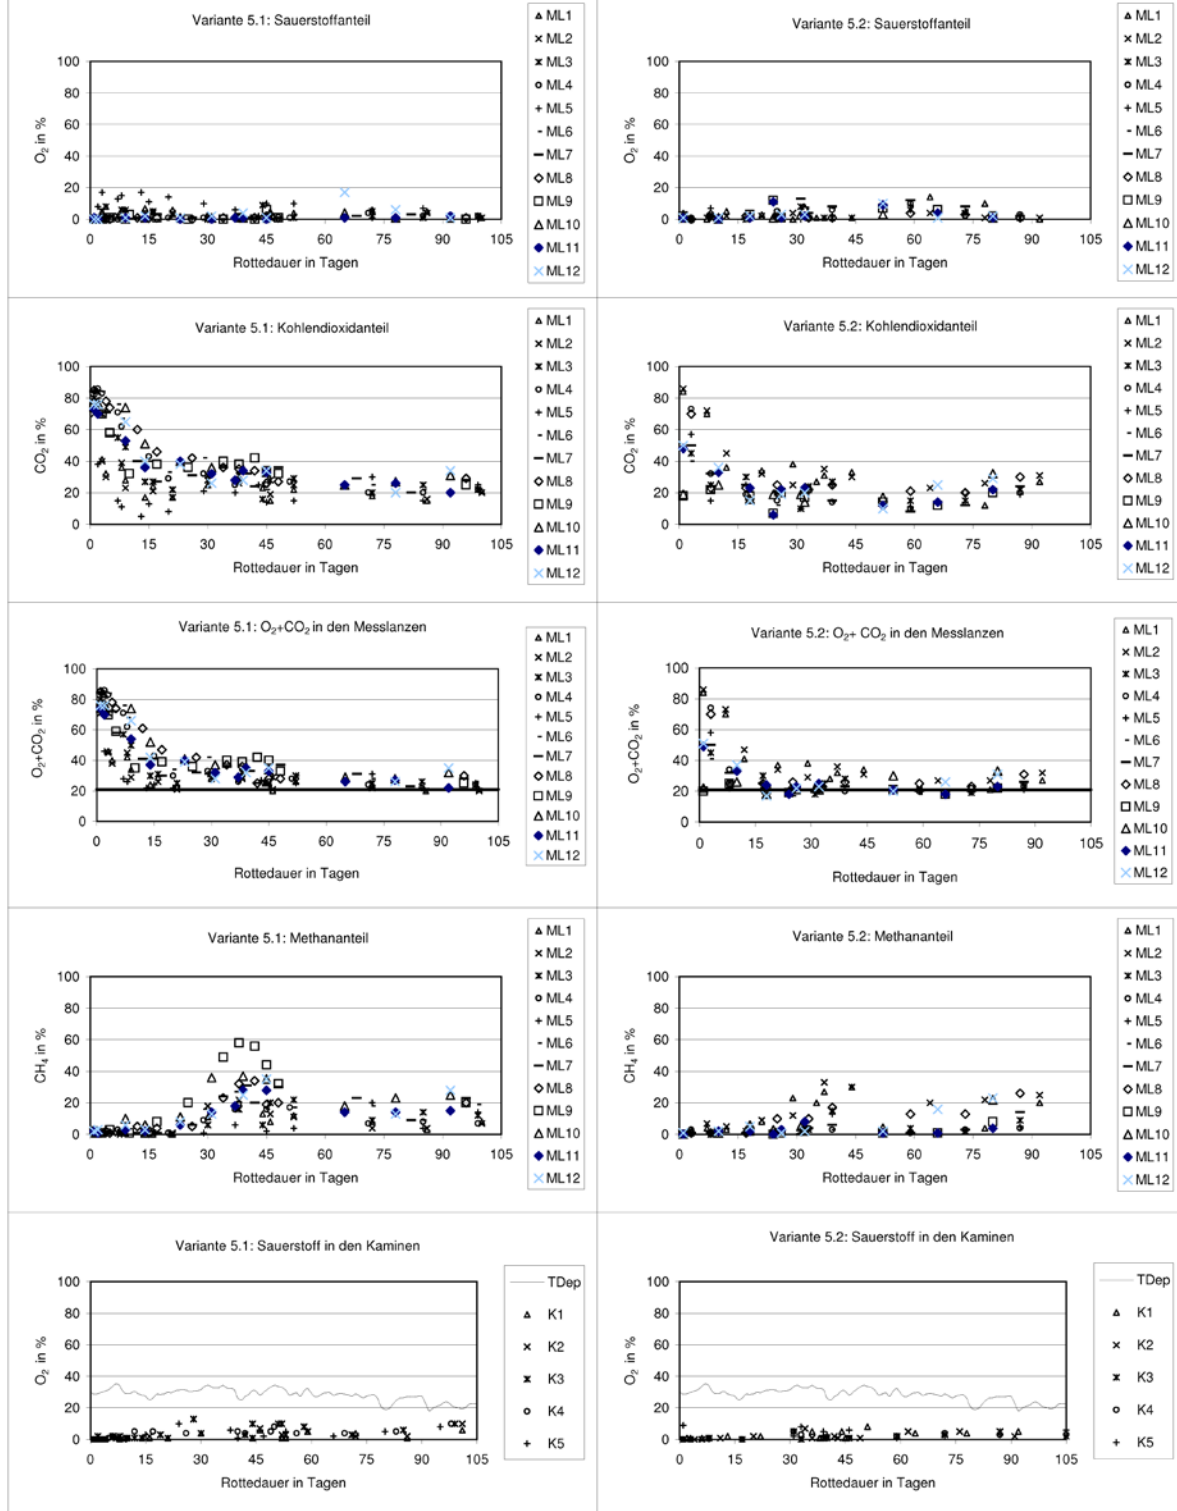 Variante 5.1: Sauerstoffanteil
100
80
60
40
20
0
O₂ in %
0 15 30 45 60 75 90 105
Rottedauer in Tagen
ML1
ML2
ML3
ML4
ML5
ML6
ML7
ML8
ML9
ML10
ML11
ML12
Variante 5.2: Sauerstoffanteil
100
80
60
40
20
0
O₂ in %
0 15 30 45 60 75 90 105
Rottedauer in Tagen
ML1
ML2
ML3
ML4
ML5
ML6
ML7
ML8
ML9
ML10
ML11
ML12
Variante 5.1: Kohlendioxidanteil
100
80
60
40
20
0
CO₂ in %
0 15 30 45 60 75 90 105
Rottedauer in Tagen
ML1
ML2
ML3
ML4
ML5
ML6
ML7
ML8
ML9
ML10
ML11
ML12
Variante 5.2: Kohlendioxidanteil
100
80
60
40
20
0
CO₂ in %
0 15 30 45 60 75 90 105
Rottedauer in Tagen
ML1
ML2
ML3
ML4
ML5
ML6
ML7
ML8
ML9
ML10
ML11
ML12
Variante 5.1: O₂+CO₂ in den Messlanzen
100
80
60
40
20
0
O₂+CO₂ in %
0 15 30 45 60 75 90 105
Rottedauer in Tagen
ML1
ML2
ML3
ML4
ML5
ML6
ML7
ML8
ML9
ML10
ML11
ML12
Variante 5.2: O₂+ CO₂ in den Messlanzen
100
80
60
40
20
0
O₂+CO₂ in %
0 15 30 45 60 75 90 105
Rottedauer in Tagen
ML1
ML2
ML3
ML4
ML5
ML6
ML7
ML8
ML9
ML10
ML11
ML12
Variante 5.1: Methananteil
100
80
60
40
20
0
CH₄ in %
0 15 30 45 60 75 90 105
Rottedauer in Tagen
ML1
ML2
ML3
ML4
ML5
ML6
ML7
ML8
ML9
ML10
ML11
ML12
Variante 5.2: Methananteil
100
80
60
40
20
0
CH₄ in %
0 15 30 45 60 75 90 105
Rottedauer in Tagen
ML1
ML2
ML3
ML4
ML5
ML6
ML7
ML8
ML9
ML10
ML11
ML12
Variante 5.1: Sauerstoff in den Kaminen
100
80
60
40
20
0
O₂ in %
0 15 30 45 60 75 90 105
Rottedauer in Tagen
TDep
K1
K2
K3
K4
K5
Variante 5.2: Sauerstoff in den Kaminen
100
80
60
40
20
0
O₂ in %
0 15 30 45 60 75 90 105
Rottedauer in Tagen
TDep
K1
K2
K3
K4
K5